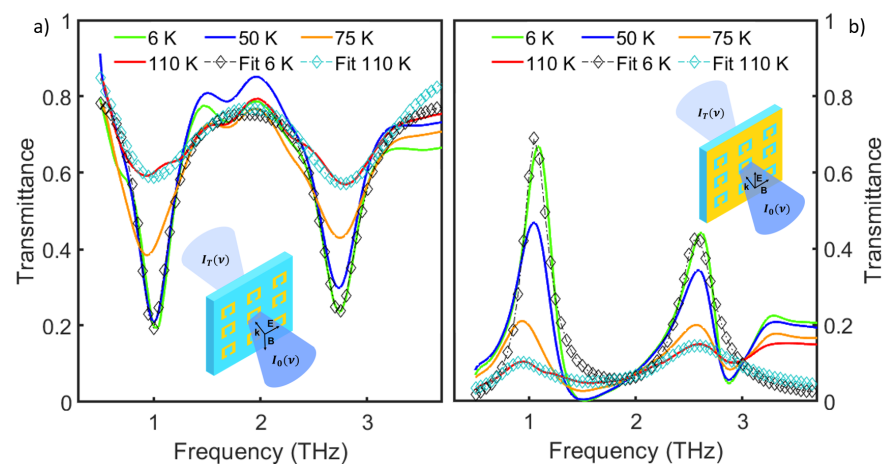 a)
6 K 50 K 75 K
110 K Fit 6 K Fit 110 K
1
0.8
0.6
0.4
0.2
0
Transmittance
1 2 3
Frequency (THz)
I_T(ν)
E
k
B
I_0(ν)
b)
6 K 50 K 75 K
110 K Fit 6 K Fit 110 K
1
0.8
0.6
0.4
0.2
0
Transmittance
1 2 3
Frequency (THz)
I_T(ν)
E
k
B
I_0(ν)